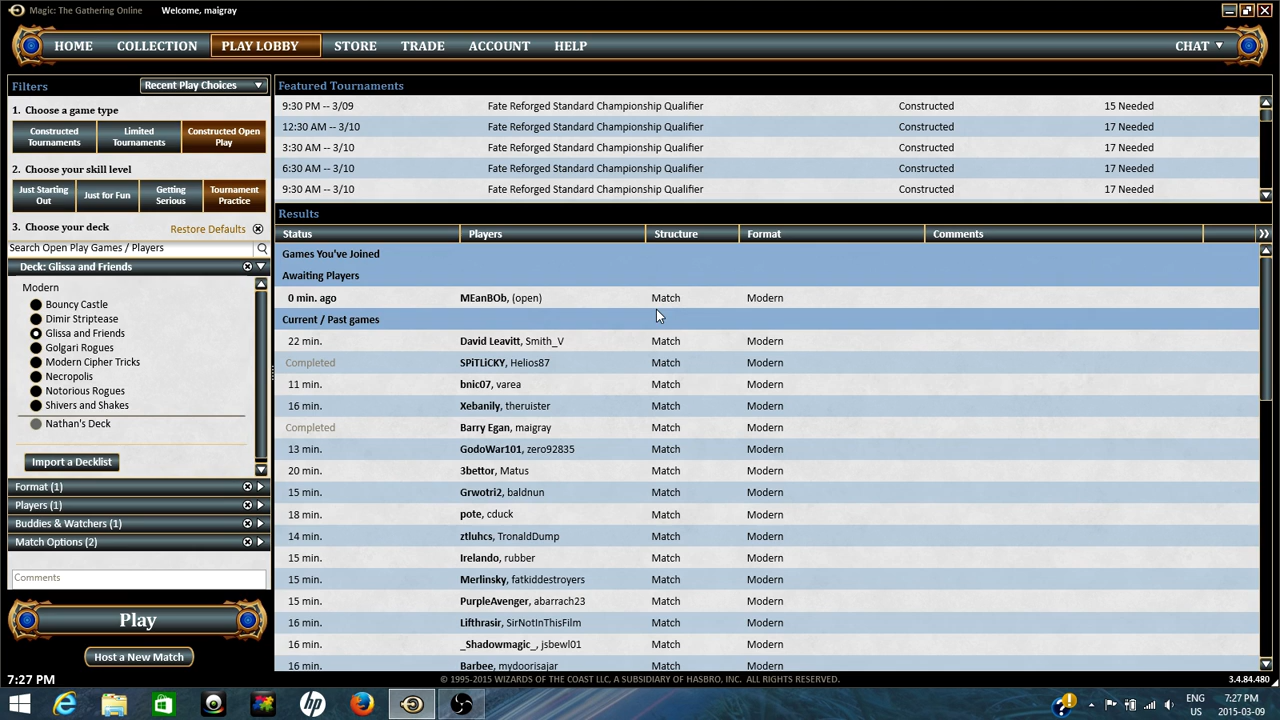 Magic: The Gathering Online Welcome, maigray
HOME COLLECTION PLAY LOBBY STORE TRADE ACCOUNT HELP CHAT
Filters Recent Play Choices
1. Choose a game type
Constructed Tournaments Limited Tournaments Constructed Open Play
2. Choose your skill level
Just Starting Out Just for Fun Getting Serious Tournament Practice
3. Choose your deck Restore Defaults
Search Open Play Games / Players
Deck: Glissa and Friends
Modern
Bouncy Castle
Dimir Striptease
Glissa and Friends
Golgari Rogues
Modern Cipher Tricks
Necropolis
Notorious Rogues
Shivers and Shakes
Nathan's Deck
Import a Decklist
Format (1)
Players (1)
Buddies & Watchers (1)
Match Options (2)
Comments
Play
Host a New Match
Featured Tournaments
9:30 PM -- 3/09 Fate Reforged Standard Championship Qualifier Constructed 15 Needed
12:30 AM -- 3/10 Fate Reforged Standard Championship Qualifier Constructed 17 Needed
3:30 AM -- 3/10 Fate Reforged Standard Championship Qualifier Constructed 17 Needed
6:30 AM -- 3/10 Fate Reforged Standard Championship Qualifier Constructed 17 Needed
9:30 AM -- 3/10 Fate Reforged Standard Championship Qualifier Constructed 17 Needed
Results
Status Players Structure Format Comments
Games You've Joined
Awaiting Players
0 min. ago MEanBOb, (open) Match Modern
Current / Past games
22 min. David Leavitt, Smith_V Match Modern
Completed SPiTLiCKY, Helios87 Match Modern
11 min. bnic07, varea Match Modern
16 min. Xebanily, theruister Match Modern
Completed Barry Egan, maigray Match Modern
13 min. GodoWar101, zero92835 Match Modern
20 min. 3bettor, Matus Match Modern
15 min. Grwotri2, baldnun Match Modern
18 min. pote, cduck Match Modern
14 min. ztluhcs, TronaldDump Match Modern
15 min. Irelando, rubber Match Modern
15 min. Merlinsky, fatkiddestroyers Match Modern
15 min. PurpleAvenger, abarrach23 Match Modern
16 min. Lifthrasir, SirNotInThisFilm Match Modern
16 min. _Shadowmagic_, jsbewl01 Match Modern
16 min. Barbee, mydoorisajar Match Modern
7:27 PM © 1995-2015 WIZARDS OF THE COAST LLC, A SUBSIDIARY OF HASBRO, INC. ALL RIGHTS RESERVED. 3.4.84.480
hp
ENG 7:27 PM
US 2015-03-09